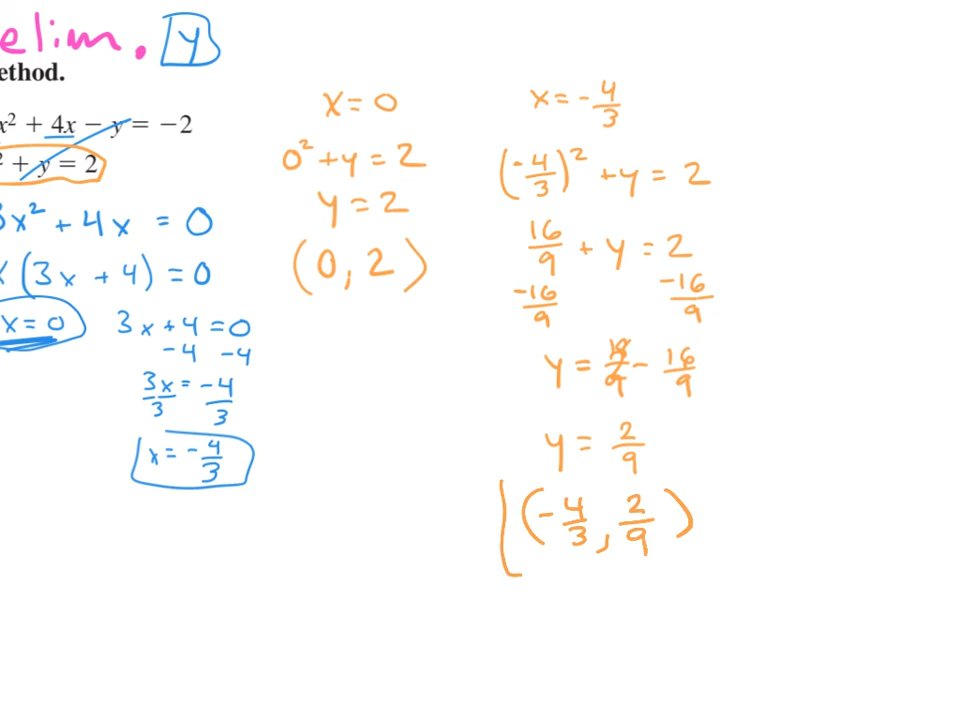 elim. y
ethod.
x² + 4x − y = −2
² + y = 2
3x² + 4x = 0
x (3x + 4) = 0
x = 0
3x + 4 = 0
-4 -4
3x/3 = -4/3
x = -4/3
x = 0
0² + y = 2
y = 2
(0, 2)
x = -4/3
(-4/3)² + y = 2
16/9 + y = 2
-16/9 -16/9
y = 18/9 - 16/9
y = 2/9
(-4/3, 2/9)